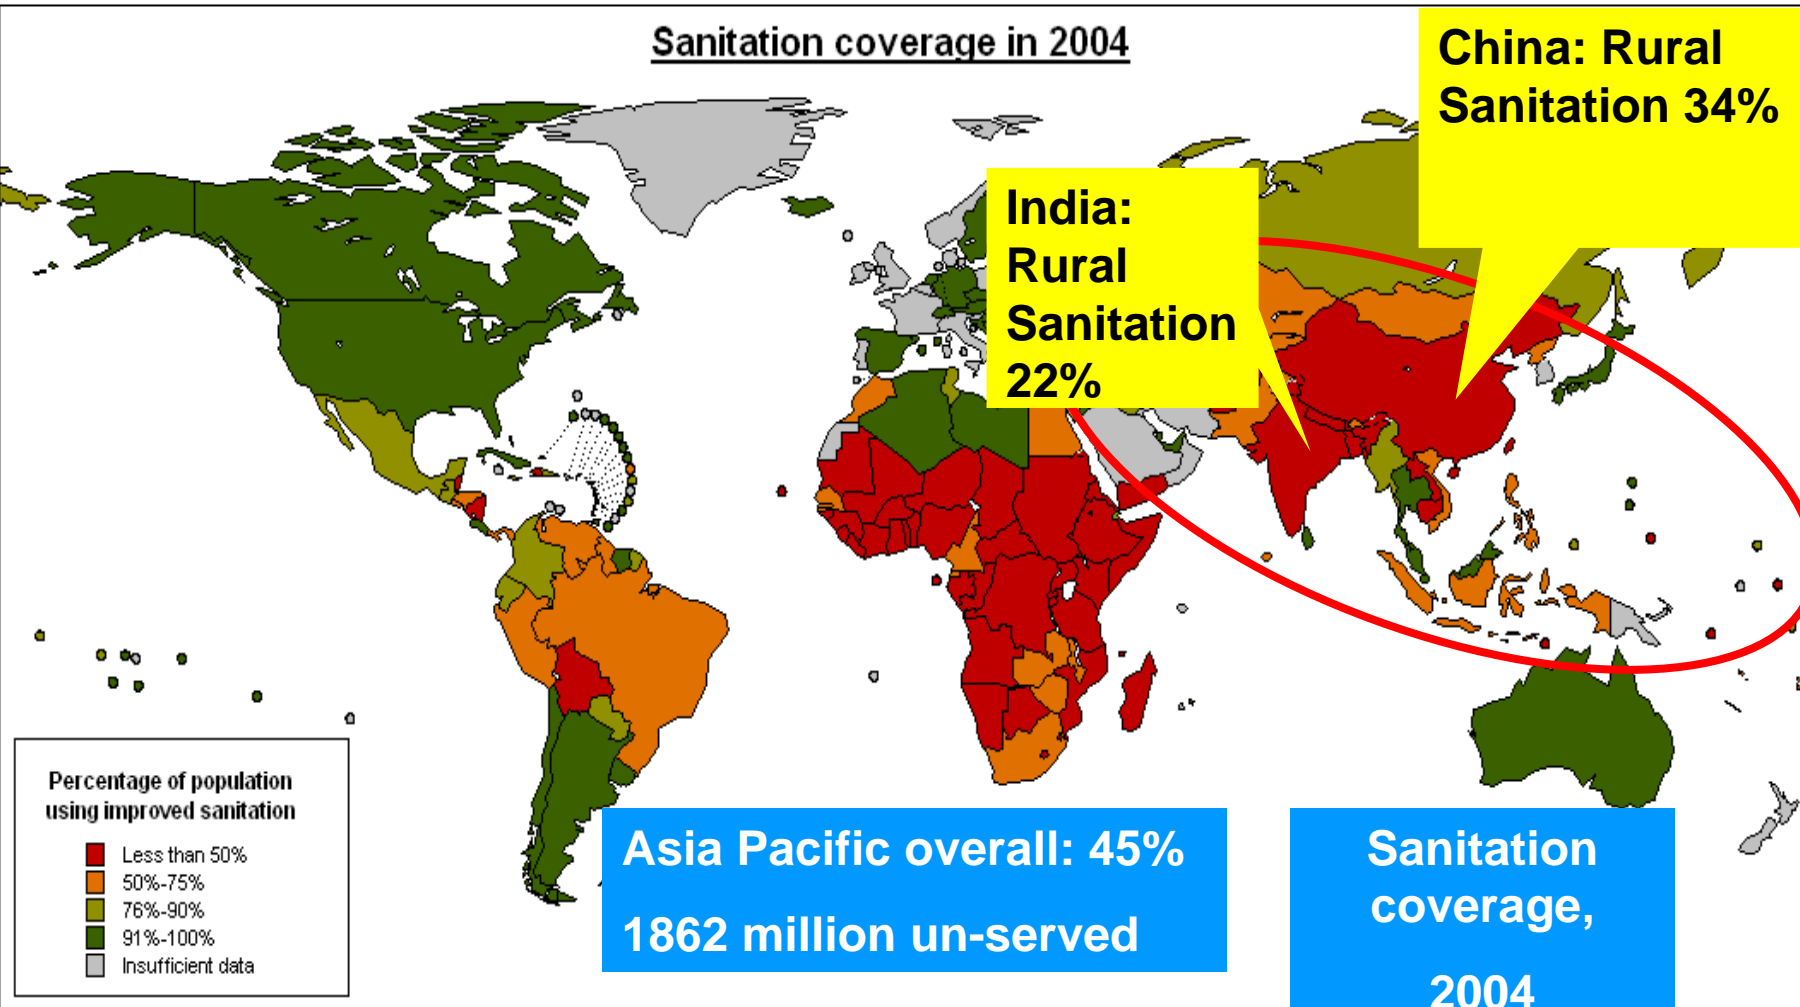 Sanitation coverage in 2004
China: Rural
Sanitation 34%
India:
Rural
Sanitation
22%
Percentage of population
using improved sanitation
Less than 50%
50%-75%
76%-90%
91%-100%
Insufficient data
Asia Pacific overall: 45%
1862 million un-served
Sanitation
coverage,
2004